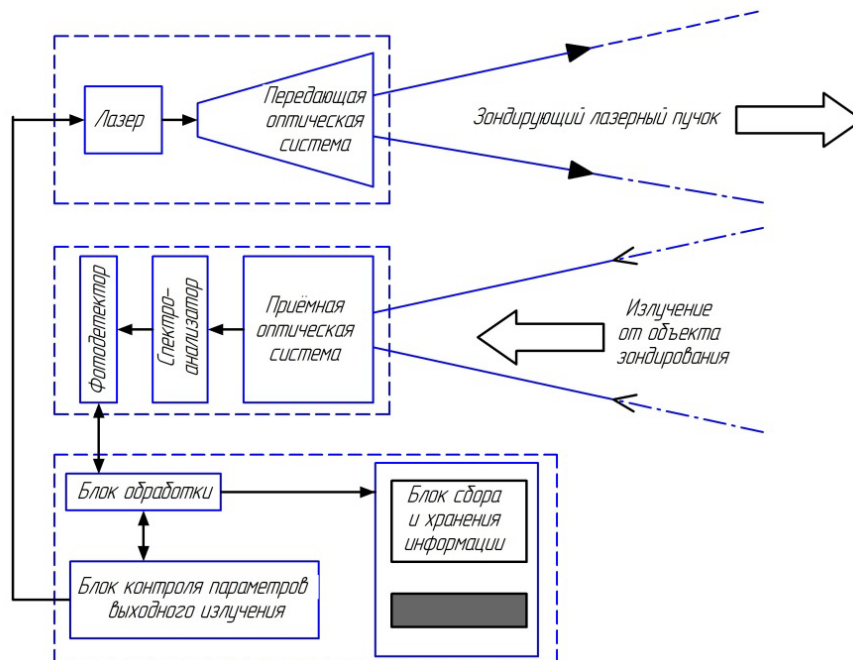 Лазер
Передающая
оптическая
система
Зондирующий лазерный пучок
Фотодетектор
Спектро-
анализатор
Приёмная
оптическая
система
Излучение
от объекта
зондирования
Блок обработки
Блок сбора
и хранения
информации
Блок контроля параметров
выходного излучения